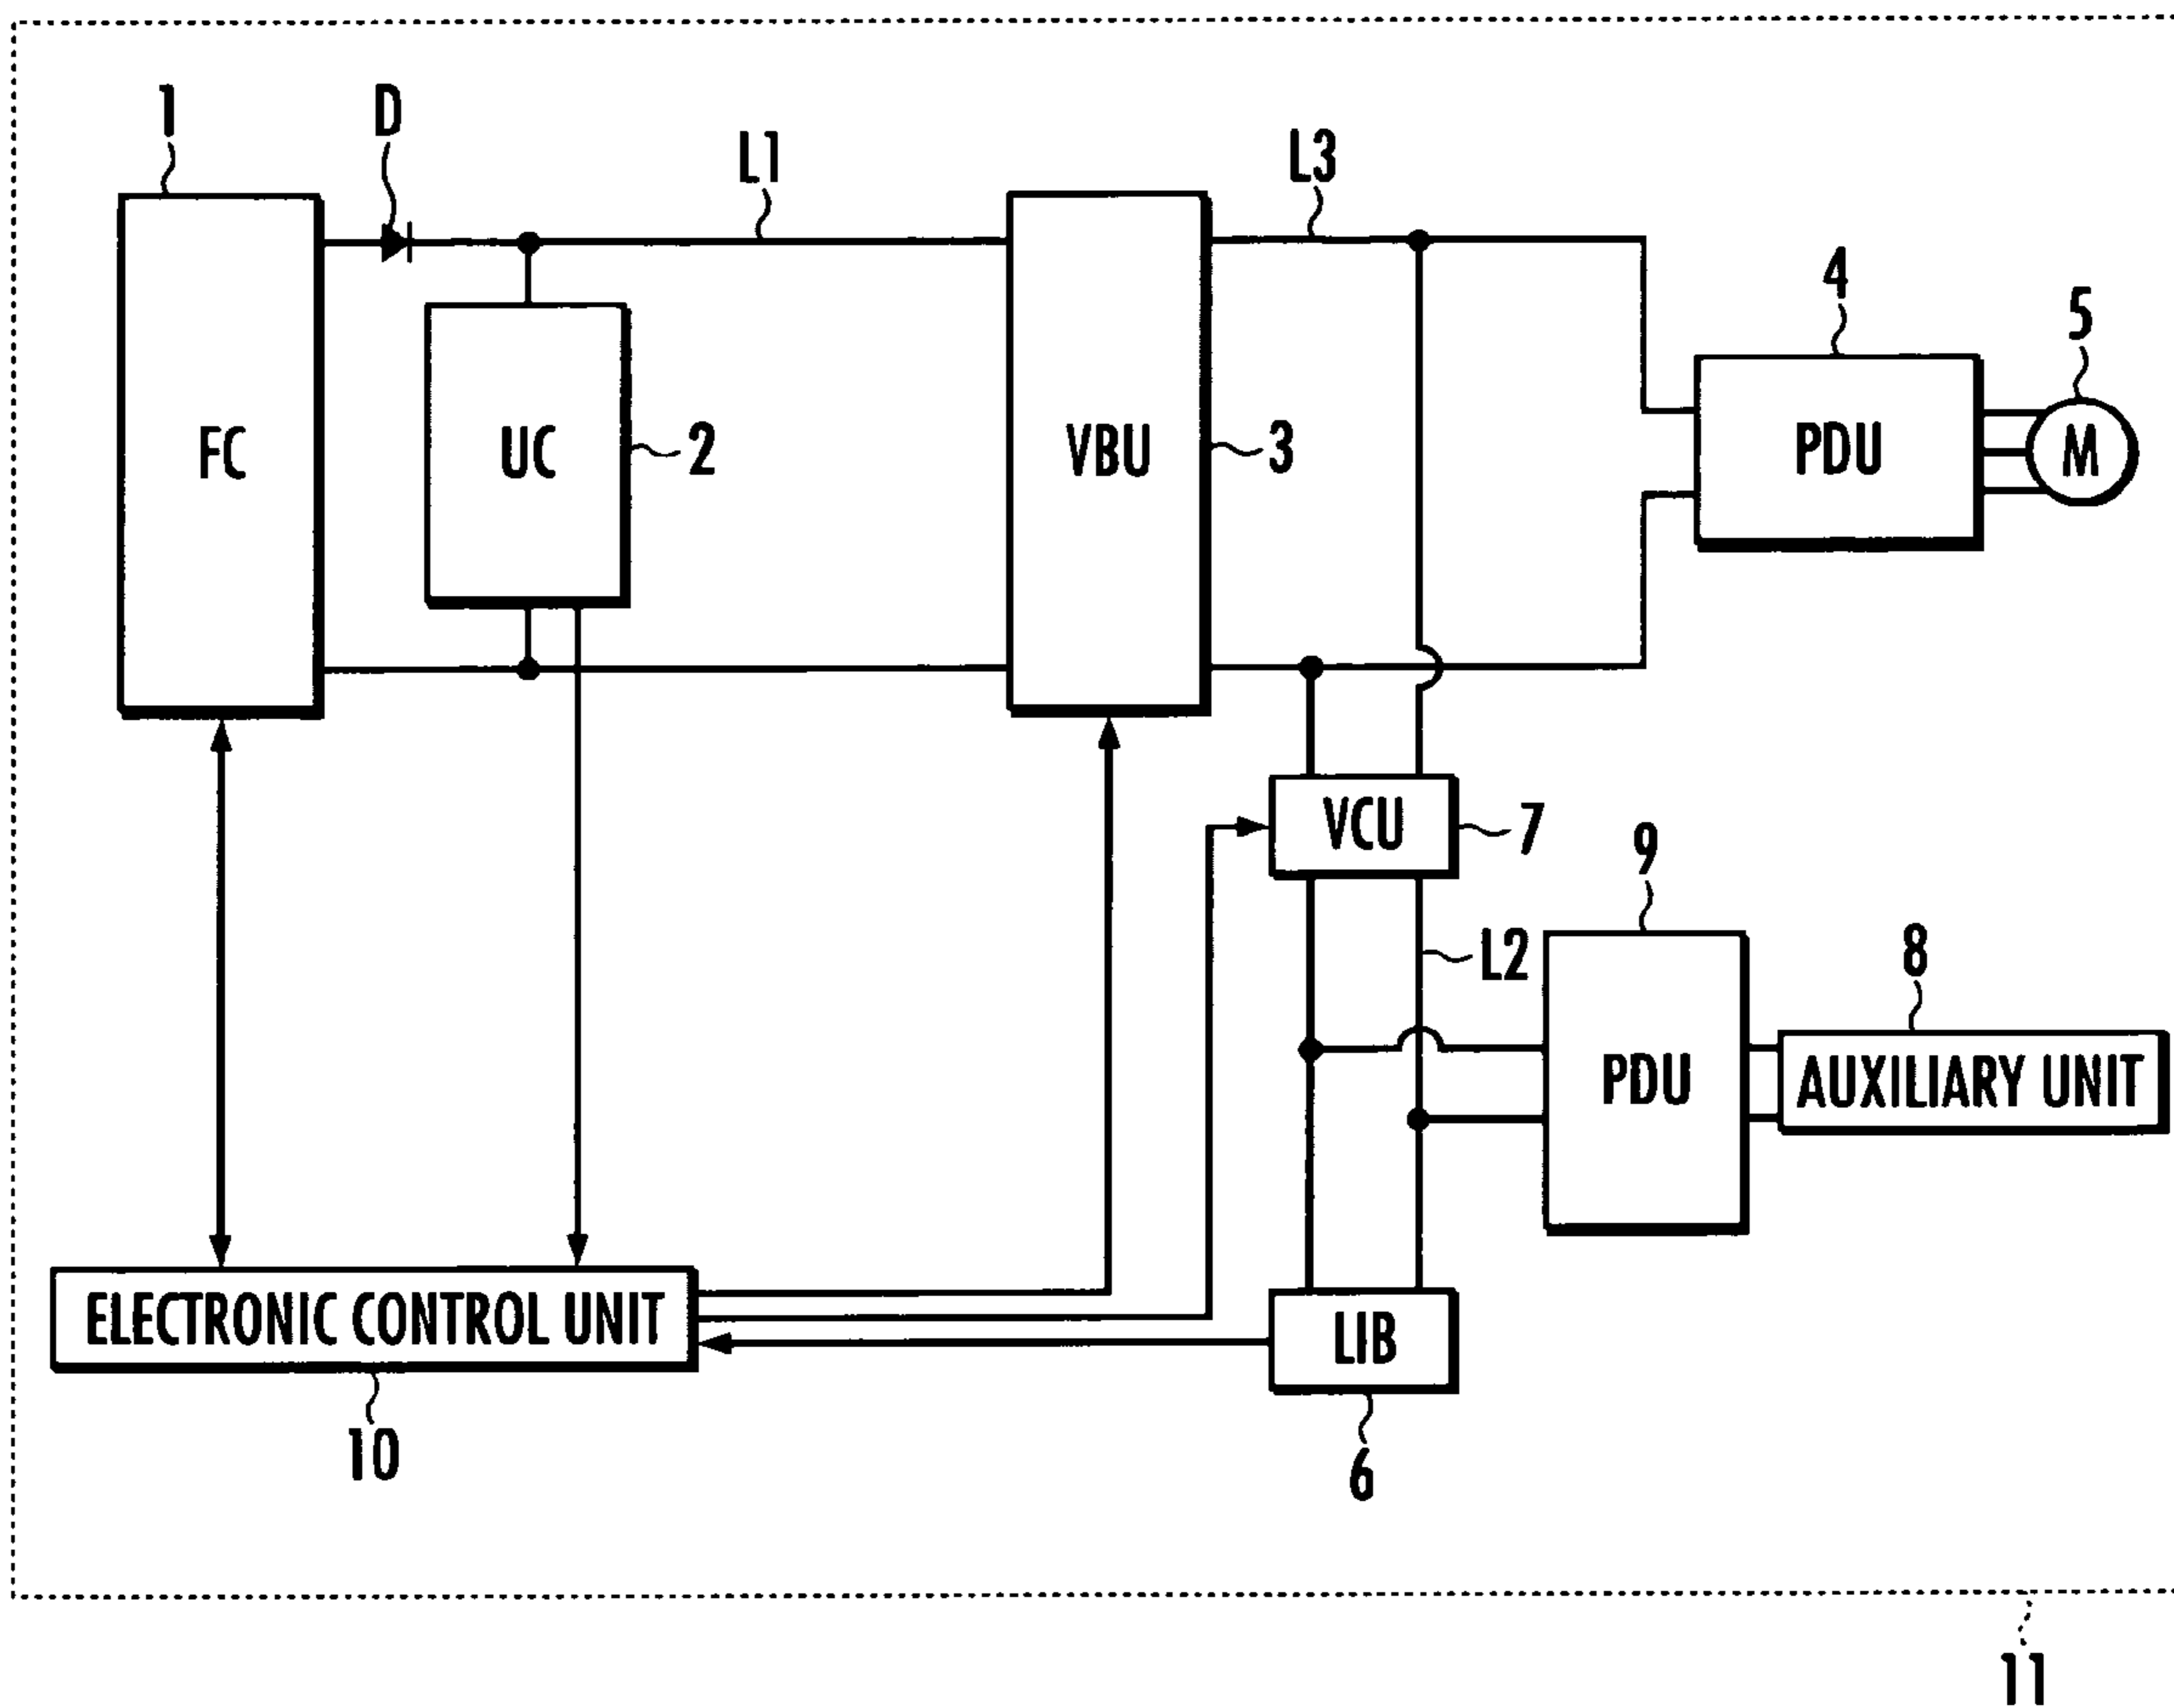 1
D
L1
L3
4
5
FC
UC
2
VBU
3
PDU
M
VCU
7
9
L2
8
PDU
AUXILIARY UNIT
ELECTRONIC CONTROL UNIT
LIB
10
6
11